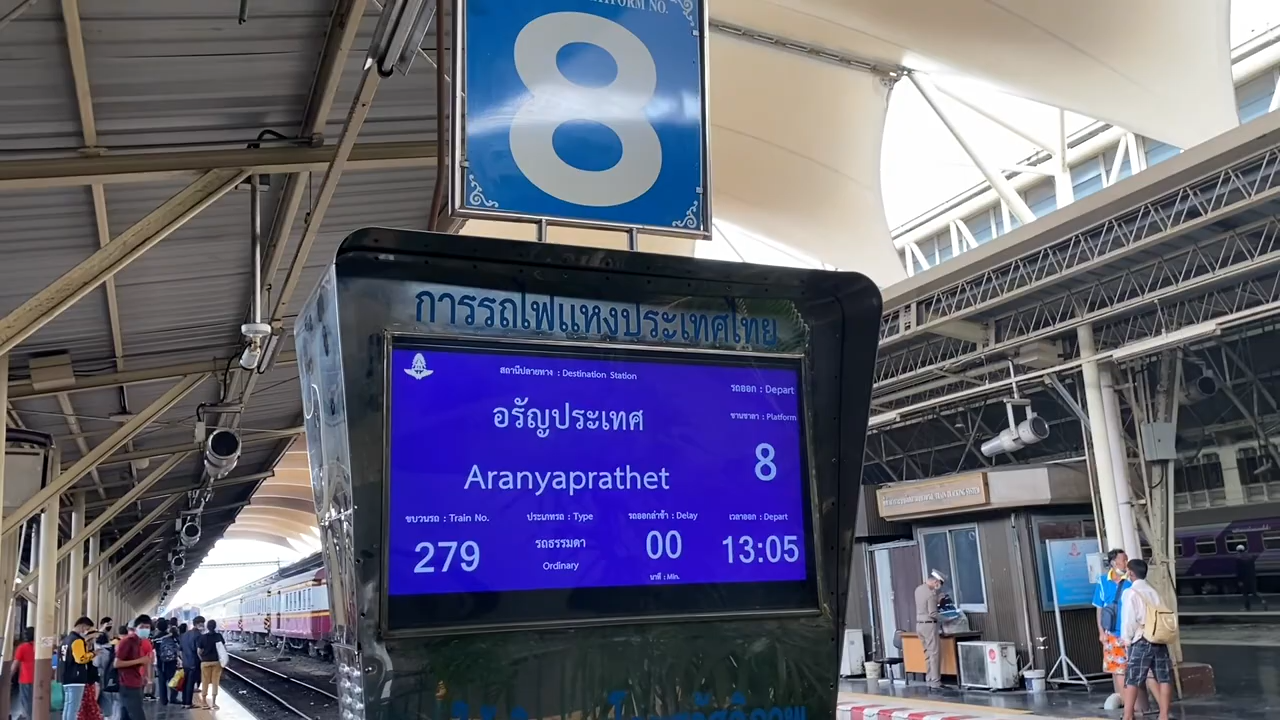 PLATFORM NO.
8
การรถไฟแห่งประเทศไทย
สถานีปลายทาง : Destination Station
รถออก : Depart
อรัญประเทศ
ชานชาลา : Platform
Aranyaprathet
8
ขบวนรถ : Train No.
ประเภทรถ : Type
รถออกล่าช้า : Delay
เวลาออก : Depart
279
รถธรรมดา
00
13:05
Ordinary
นาที : Min.